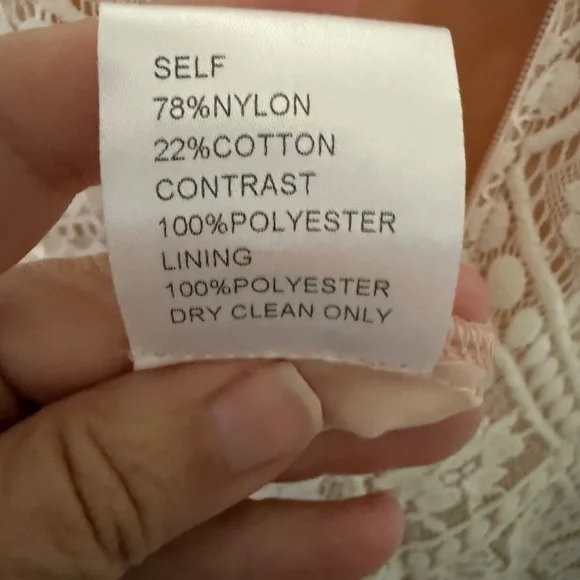 SELF
78%NYLON
22%COTTON
CONTRAST
100%POLYESTER
LINING
100%POLYESTER
DRY CLEAN ONLY